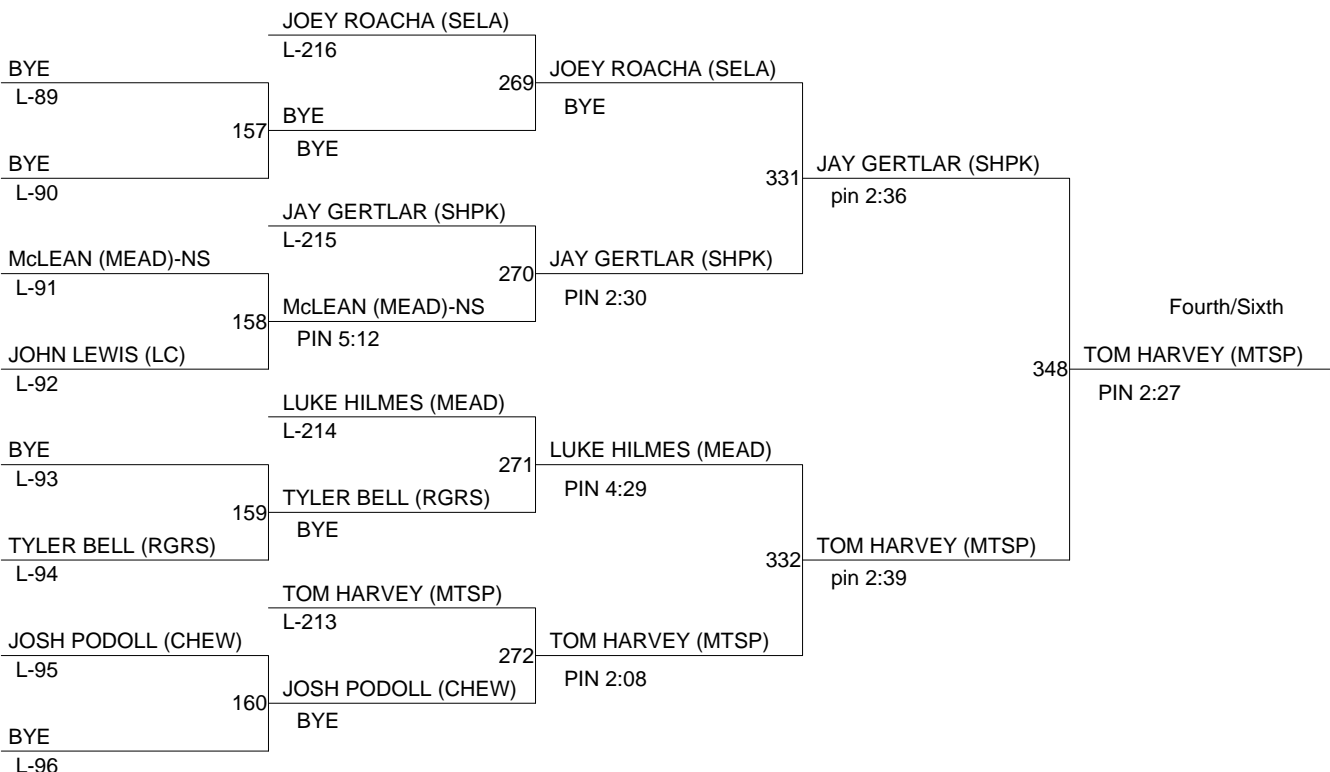 JOEY ROACHA (SELA)
L-216
BYE
L-89
269
JOEY ROACHA (SELA)
BYE
157
BYE
BYE
BYE
L-90
331
JAY GERTLAR (SHPK)
pin 2:36
JAY GERTLAR (SHPK)
L-215
McLEAN (MEAD)-NS
L-91
270
JAY GERTLAR (SHPK)
PIN 2:30
158
McLEAN (MEAD)-NS
PIN 5:12
Fourth/Sixth
JOHN LEWIS (LC)
L-92
348
TOM HARVEY (MTSP)
PIN 2:27
LUKE HILMES (MEAD)
L-214
BYE
L-93
271
LUKE HILMES (MEAD)
PIN 4:29
159
TYLER BELL (RGRS)
BYE
TYLER BELL (RGRS)
L-94
332
TOM HARVEY (MTSP)
pin 2:39
TOM HARVEY (MTSP)
L-213
JOSH PODOLL (CHEW)
L-95
272
TOM HARVEY (MTSP)
PIN 2:08
160
JOSH PODOLL (CHEW)
BYE
BYE
L-96